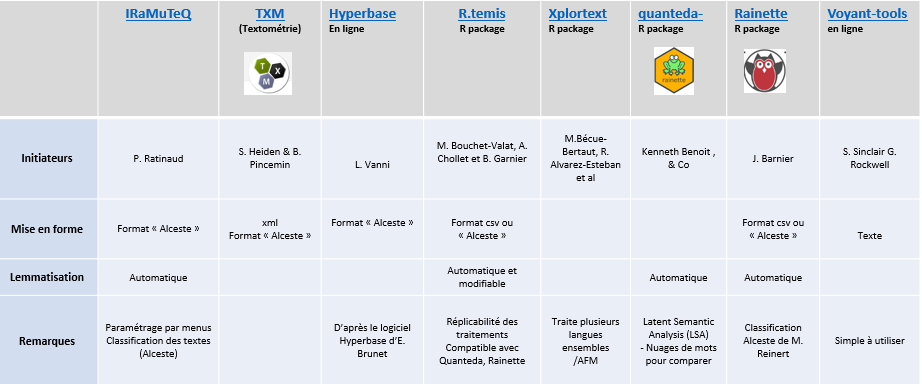 IRaMuTeQ
TXM
(Textométrie)
T
X
M
Hyperbase
En ligne
R.temis
R package
Xplortext
R package
quanteda-
R package
rainette
Rainette
R package
Voyant-tools
en ligne
Initiateurs
P. Ratinaud
S. Heiden & B.
Pincemin
L. Vanni
M. Bouchet-Valat, A.
Chollet et B. Garnier
M.Bécue-
Bertaut, R.
Alvarez-Esteban
et al
Kenneth Benoit ,
& Co
J. Barnier
S. Sinclair G.
Rockwell
Mise en forme
Format « Alceste »
xml
Format « Alceste »
Format « Alceste »
Format csv ou
« Alceste »
Format csv ou
« Alceste »
Texte
Lemmatisation
Automatique
Automatique et
modifiable
Automatique
Automatique
Remarques
Paramétrage par menus
Classification des textes
(Alceste)
D'après le logiciel
Hyperbase d'E.
Brunet
Réplicabilité des
traitements
Compatible avec
Quanteda, Rainette
Traite plusieurs
langues
ensembles
/AFM
Latent Semantic
Analysis (LSA)
- Nuages de mots
pour comparer
Classification
Alceste de M.
Reinert
Simple à utiliser